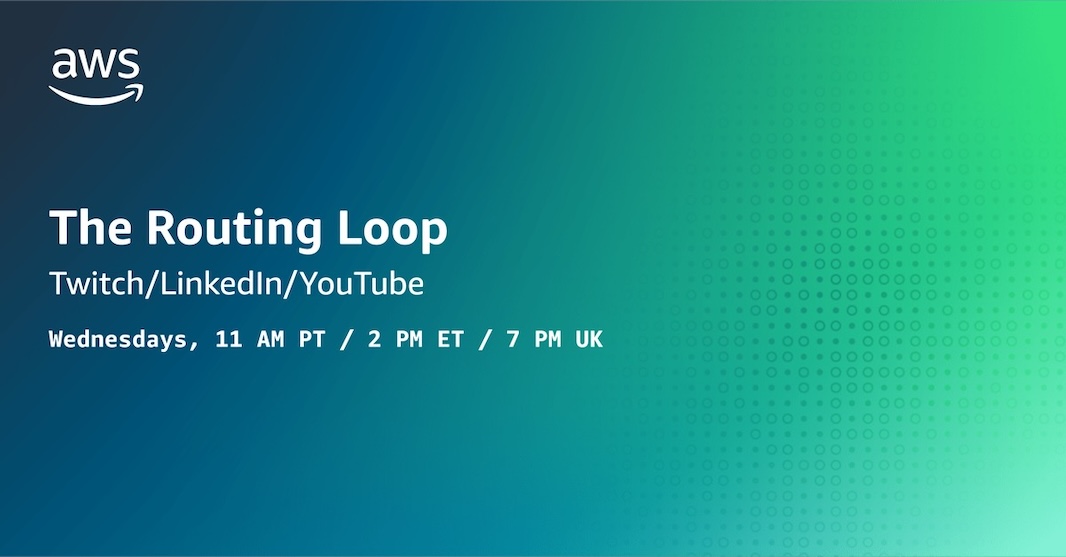 aws
The Routing Loop
Twitch/LinkedIn/YouTube
Wednesdays, 11 AM PT / 2 PM ET / 7 PM UK